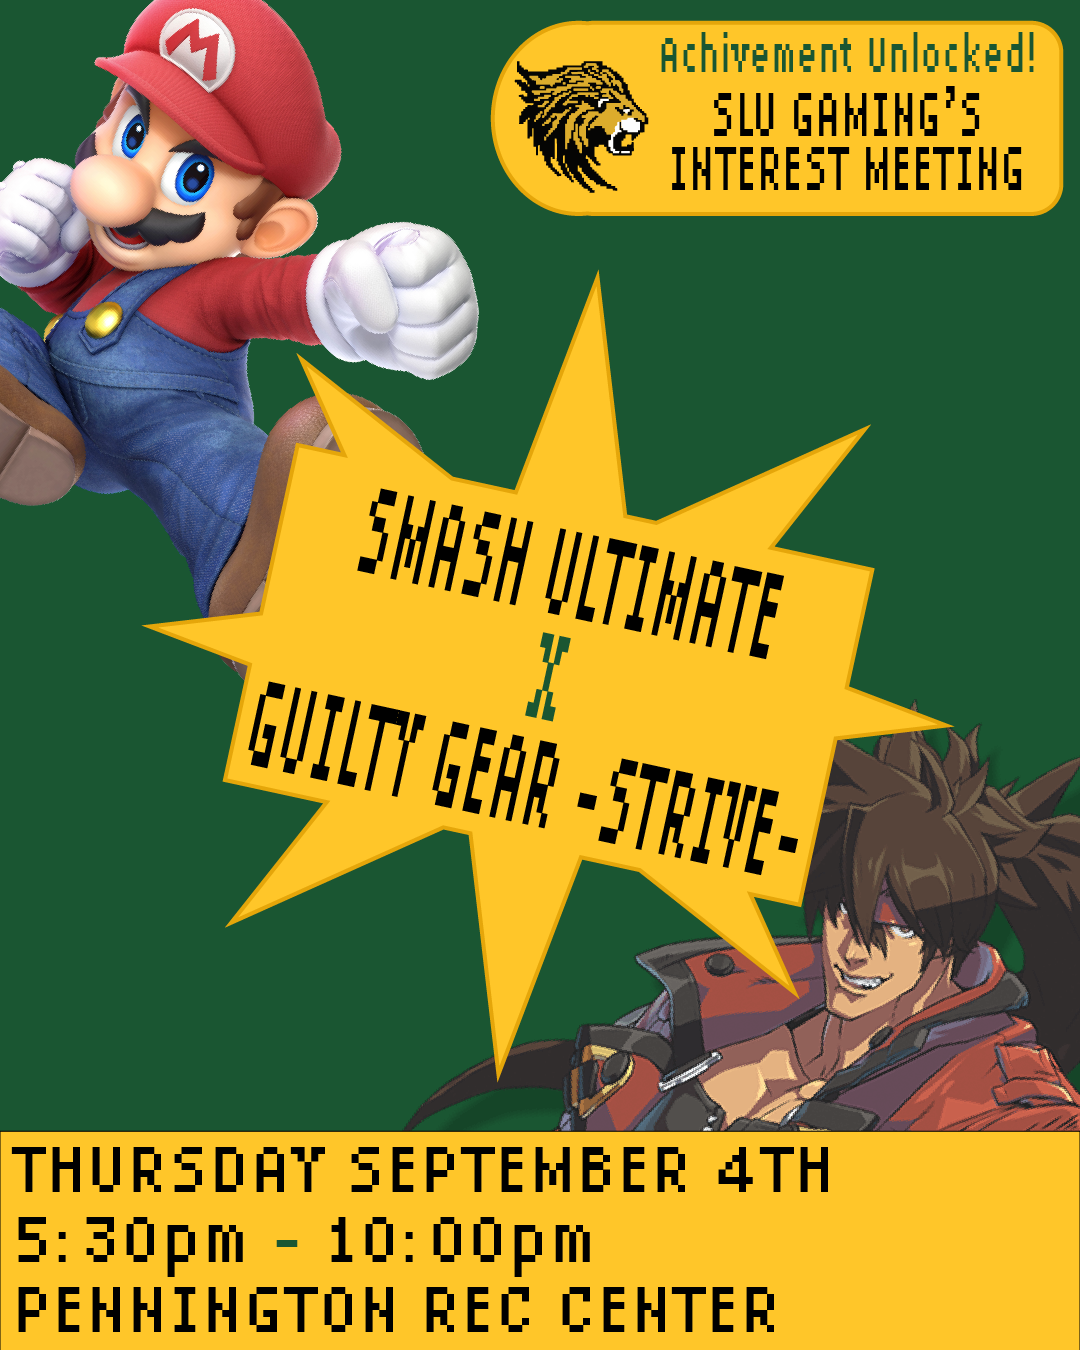 M
Achivement Unlocked!
SLU GAMING'S
INTEREST MEETING
SMASH ULTIMATE
X
GUILTY GEAR -STRIVE-
THURSDAY SEPTEMBER 4TH
5:30pm - 10:00pm
PENNINGTON REC CENTER